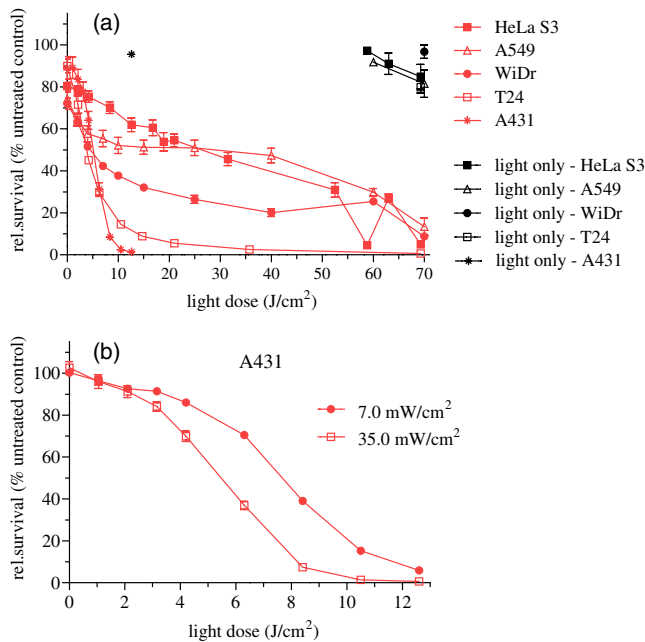 (a)
rel.survival (% untreated control)
100
80
60
40
20
0
0 10 20 30 40 50 60 70
light dose (J/cm²)
HeLa S3
A549
WiDr
T24
A431
light only - HeLa S3
light only - A549
light only - WiDr
light only - T24
light only - A431
(b)
A431
rel.survival (% untreated control)
100
80
60
40
20
0
0 2 4 6 8 10 12
light dose (J/cm²)
7.0 mW/cm²
35.0 mW/cm²